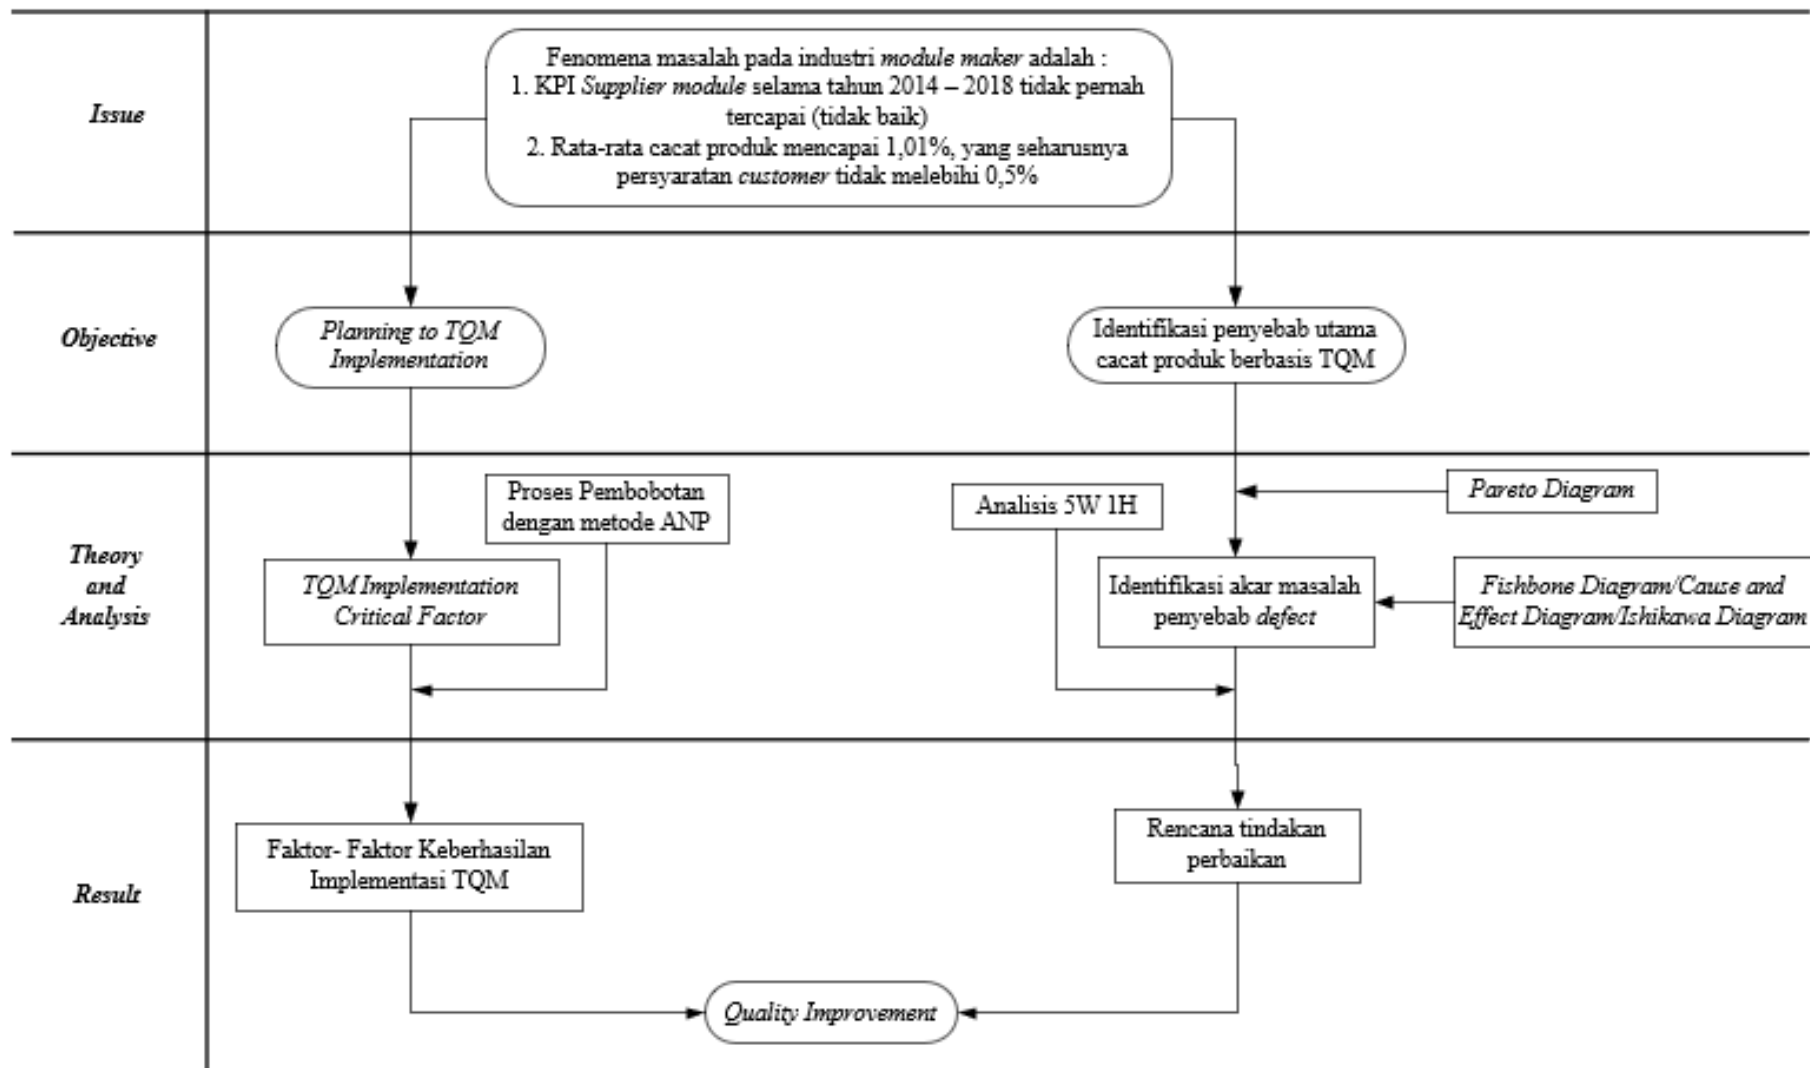 Issue
Fenomena masalah pada industri module maker adalah :
1. KPI Supplier module selama tahun 2014 – 2018 tidak pernah
tercapai (tidak baik)
2. Rata-rata cacat produk mencapai 1,01%, yang seharusnya
persyaratan customer tidak melebihi 0,5%
Objective
Planning to TQM
Implementation
Identifikasi penyebab utama
cacat produk berbasis TQM
Theory
and
Analysis
Proses Pembobotan
dengan metode ANP
TQM Implementation
Critical Factor
Analisis 5W 1H
Pareto Diagram
Identifikasi akar masalah
penyebab defect
Fishbone Diagram/Cause and
Effect Diagram/Ishikawa Diagram
Result
Faktor- Faktor Keberhasilan
Implementasi TQM
Rencana tindakan
perbaikan
Quality Improvement